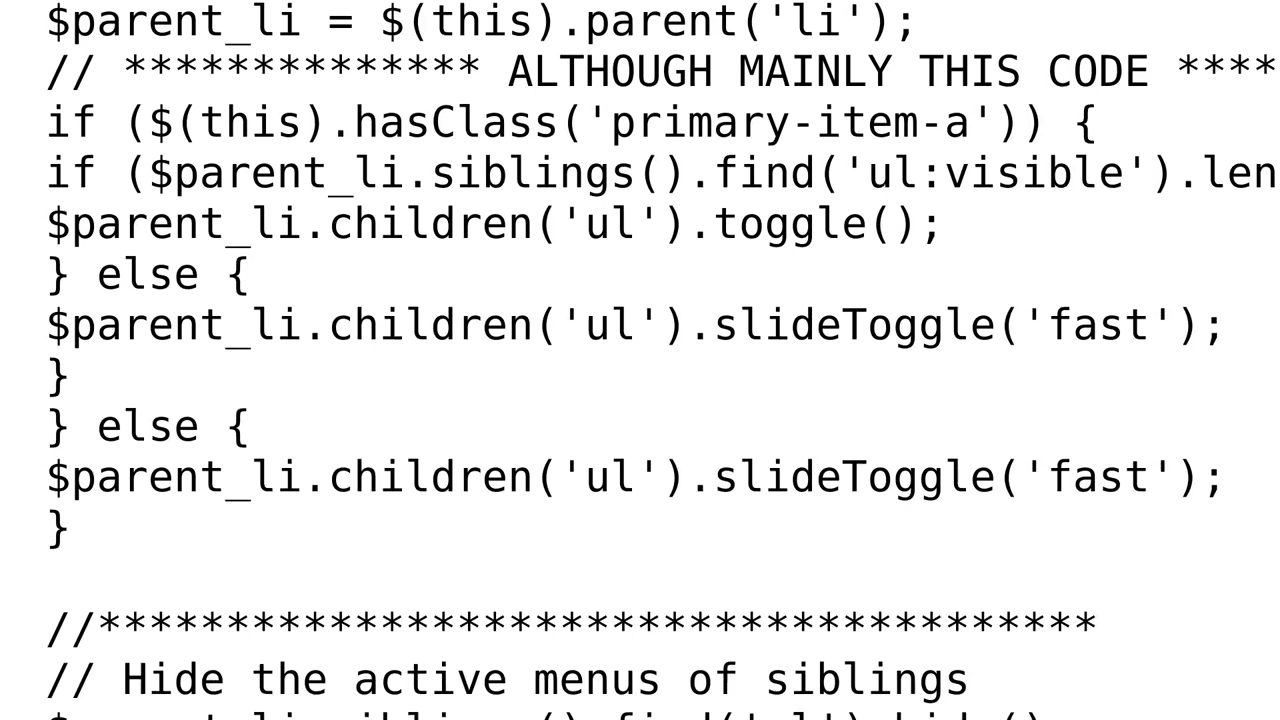 $parent_li = $(this).parent('li');
// ************** ALTHOUGH MAINLY THIS CODE ****
if ($(this).hasClass('primary-item-a')) {
if ($parent_li.siblings().find('ul:visible').len
$parent_li.children('ul').toggle();
} else {
$parent_li.children('ul').slideToggle('fast');
}
} else {
$parent_li.children('ul').slideToggle('fast');
}
//***************************************
// Hide the active menus of siblings